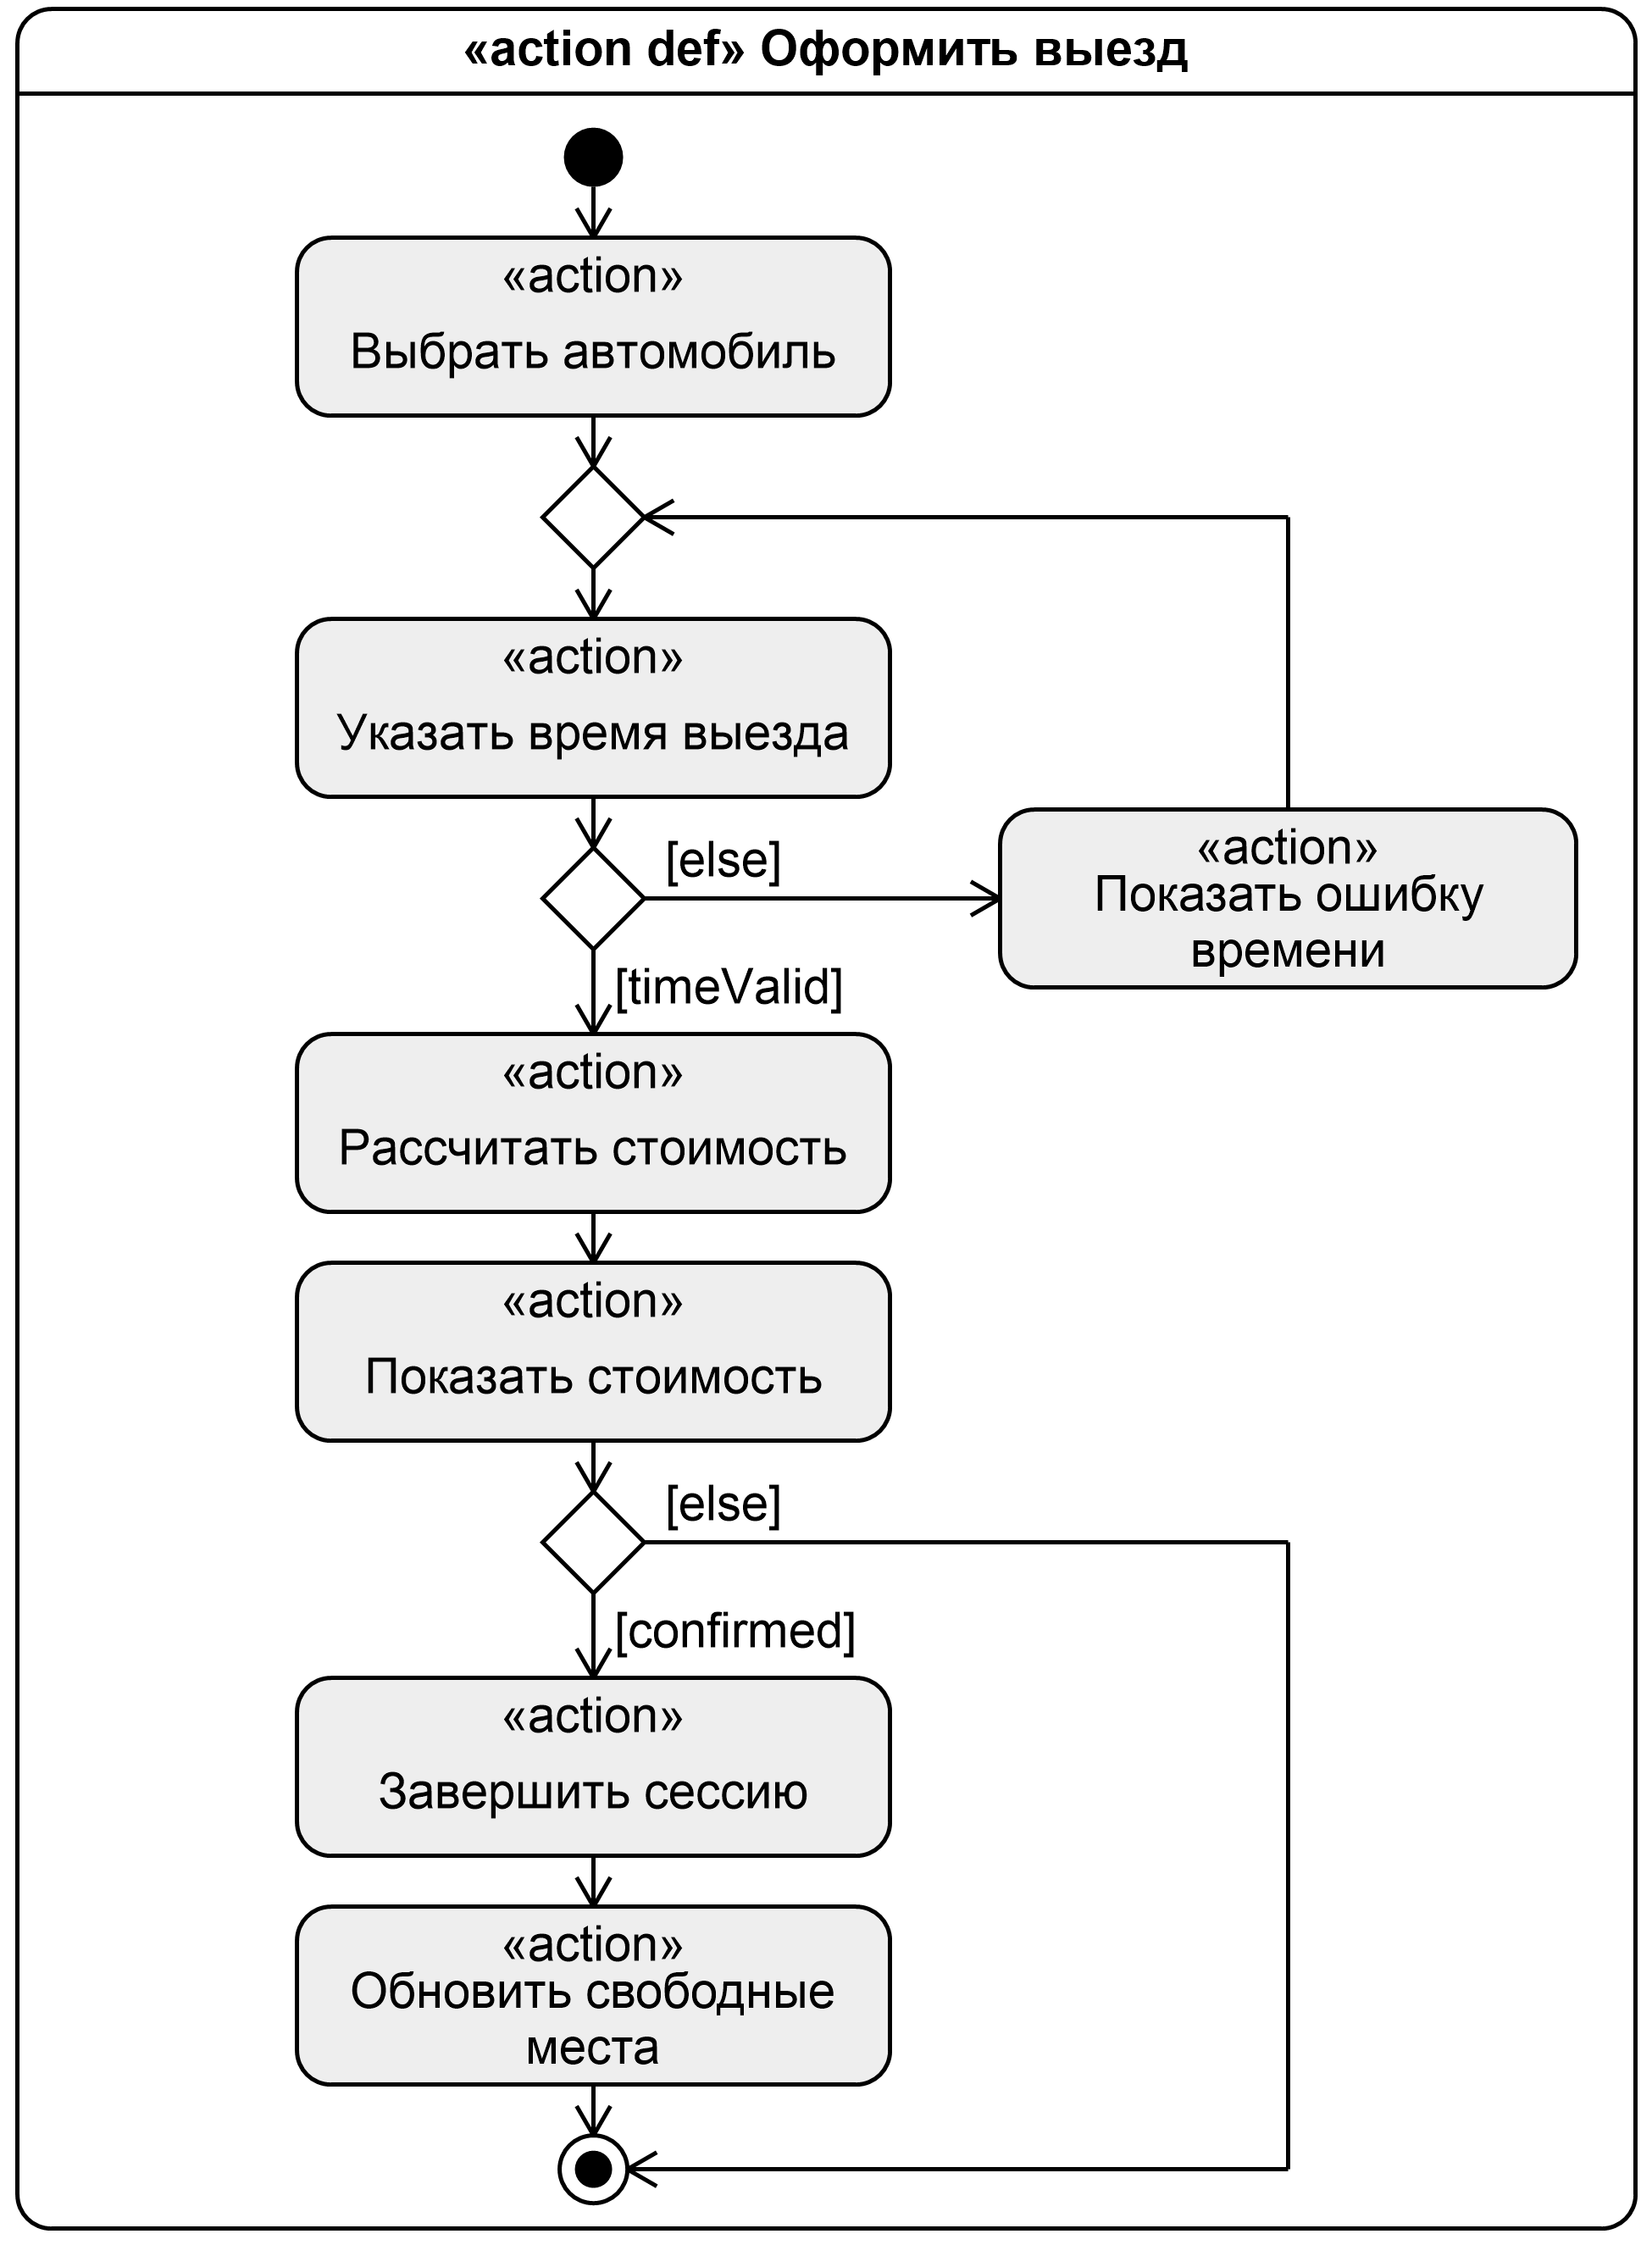 «action def» Оформить выезд
«action»
Выбрать автомобиль
«action»
Указать время выезда
[else]
«action»
Показать ошибку
времени
[timeValid]
«action»
Рассчитать стоимость
«action»
Показать стоимость
[else]
[confirmed]
«action»
Завершить сессию
«action»
Обновить свободные
места